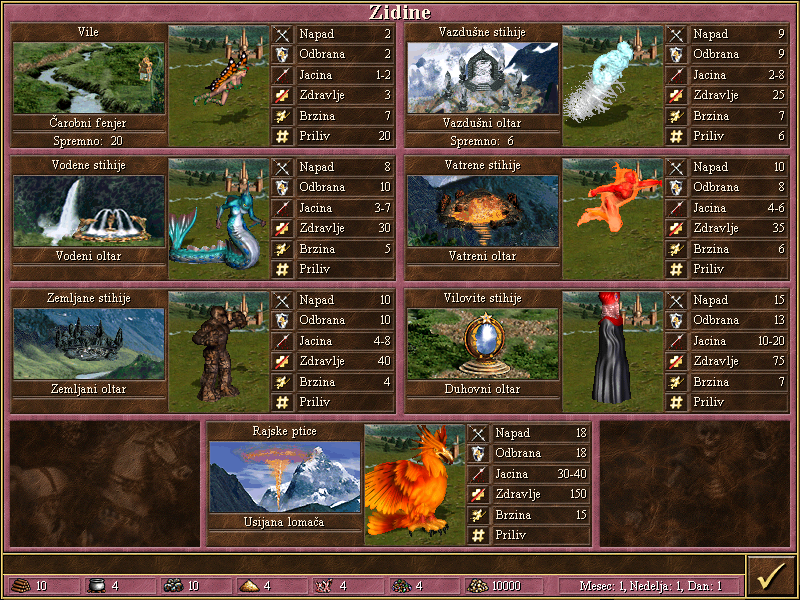 Zidine
Vile
Napad 2
Odbrana 2
Jacina 1-2
Zdravlje 3
Brzina 7
Priliv 20
Čarobni fenjer
Spremno: 20
Vazdušne stihije
Napad 9
Odbrana 9
Jacina 2-8
Zdravlje 25
Brzina 7
Priliv 6
Vazdušni oltar
Spremno: 6
Vodene stihije
Napad 8
Odbrana 10
Jacina 3-7
Zdravlje 30
Brzina 5
Priliv
Vodeni oltar
Vatrene stihije
Napad 10
Odbrana 8
Jacina 4-6
Zdravlje 35
Brzina 6
Priliv
Vatreni oltar
Zemljane stihije
Napad 10
Odbrana 10
Jacina 4-8
Zdravlje 40
Brzina 4
Priliv
Zemljani oltar
Vilovite stihije
Napad 15
Odbrana 13
Jacina 10-20
Zdravlje 75
Brzina 7
Priliv
Duhovni oltar
Rajske ptice
Napad 18
Odbrana 18
Jacina 30-40
Zdravlje 150
Brzina 15
Priliv
Usijana lomača
10 4 10 4 4 4 10000 Mesec: 1, Nedelja: 1, Dan: 1